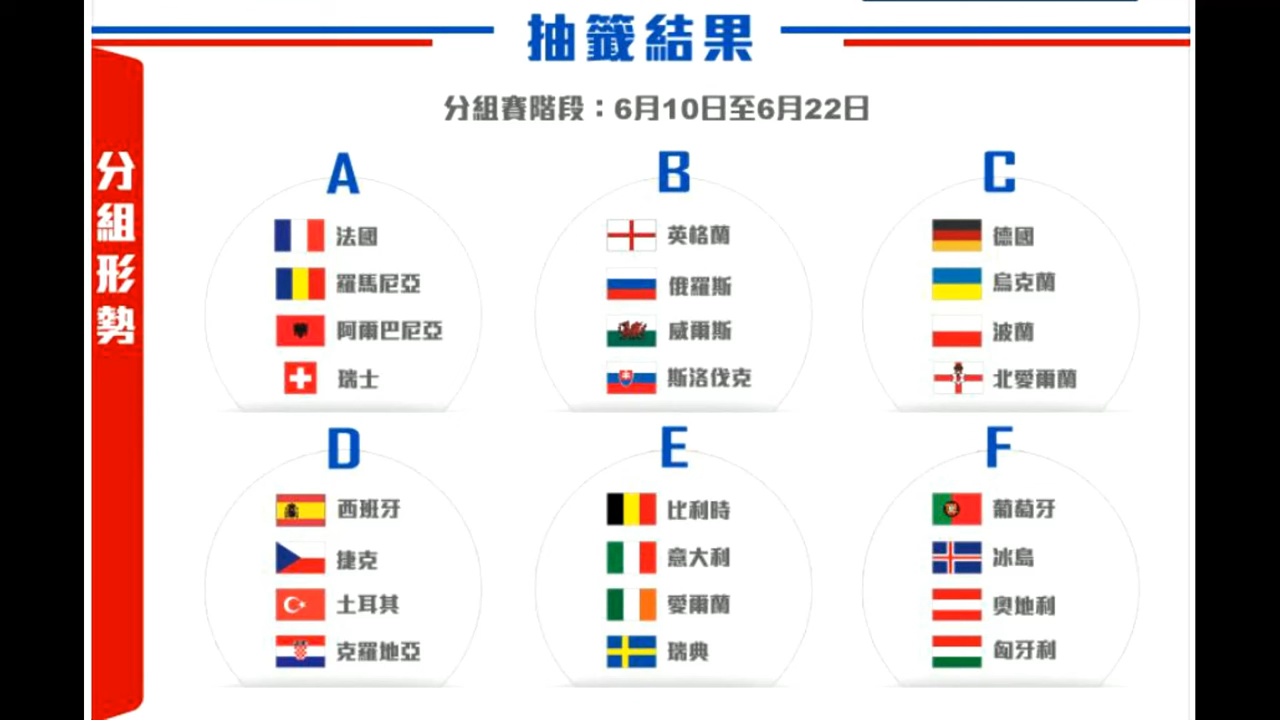 抽籤結果
分組賽階段：6月10日至6月22日
分組形勢
A
法國
羅馬尼亞
阿爾巴尼亞
瑞士
B
英格蘭
俄羅斯
威爾斯
斯洛伐克
C
德國
烏克蘭
波蘭
北愛爾蘭
D
西班牙
捷克
土耳其
克羅地亞
E
比利時
意大利
愛爾蘭
瑞典
F
葡萄牙
冰島
奧地利
匈牙利